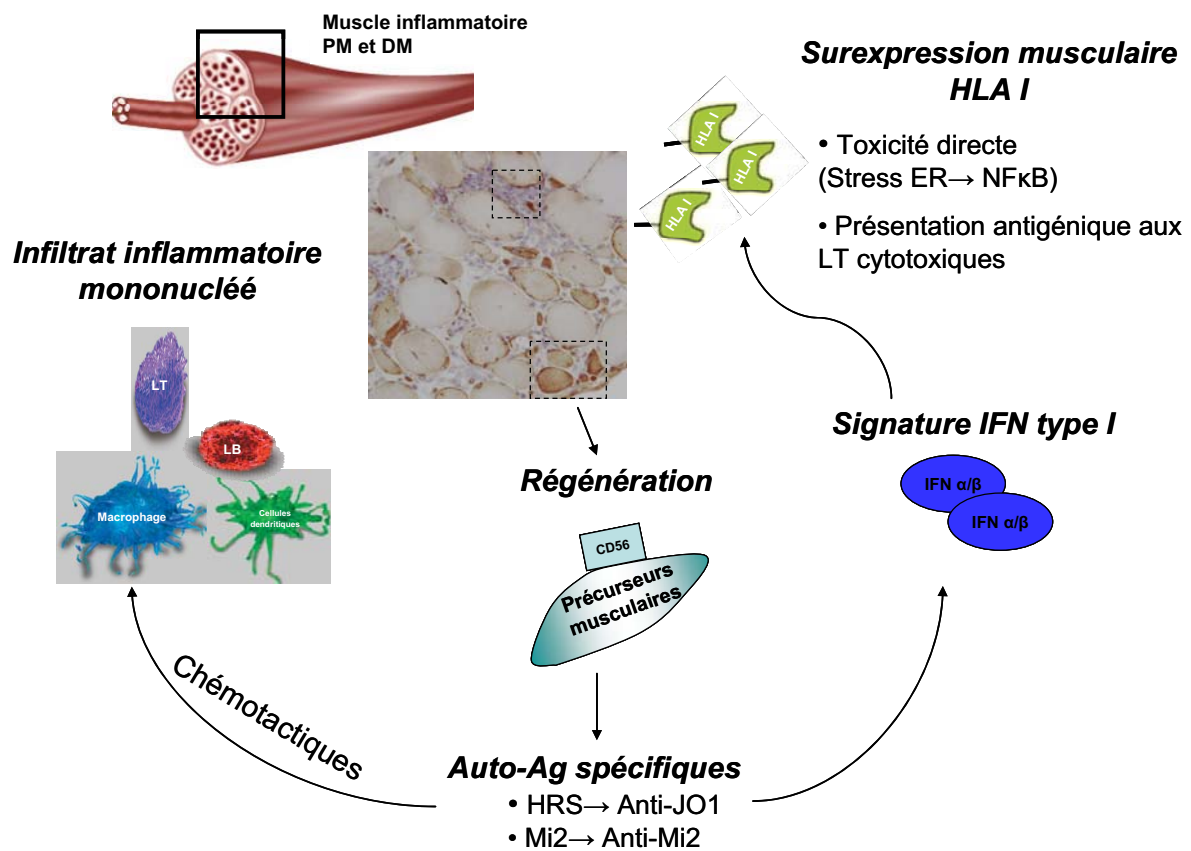 Muscle inflammatoire
PM et DM
Surexpression musculaire
HLA I
HLA I
HLA I
HLA I
• Toxicité directe
(Stress ER→ NFκB)
• Présentation antigénique aux
LT cytotoxiques
Infiltrat inflammatoire
mononucléé
LT
LB
Macrophage
Cellules
dendritiques
Signature IFN type I
IFN α/β
IFN α/β
Régénération
CD56
Précurseurs
musculaires
Chémotactiques
Auto-Ag spécifiques
• HRS→ Anti-JO1
• Mi2→ Anti-Mi2